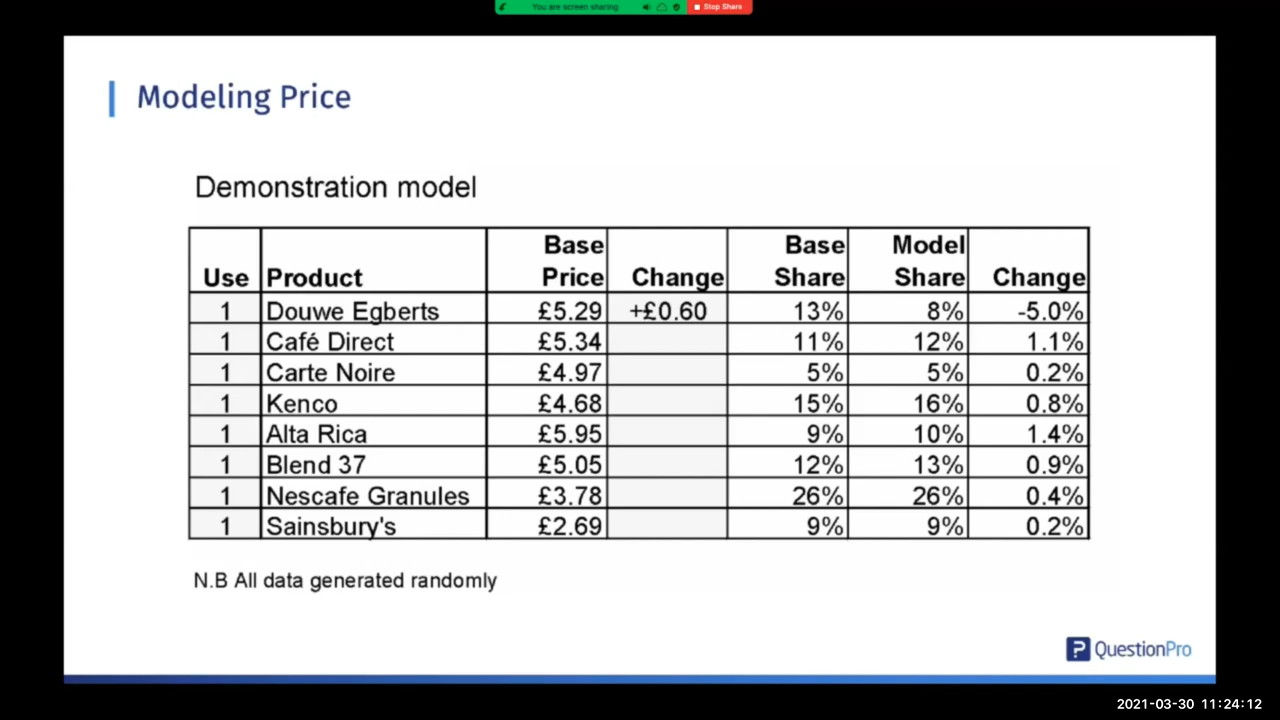 You are screen sharing Stop Share
Modeling Price
Demonstration model
Use Product Base Price Change Base Share Model Share Change
1 Douwe Egberts £5.29 +£0.60 13% 8% -5.0%
1 Café Direct £5.34 11% 12% 1.1%
1 Carte Noire £4.97 5% 5% 0.2%
1 Kenco £4.68 15% 16% 0.8%
1 Alta Rica £5.95 9% 10% 1.4%
1 Blend 37 £5.05 12% 13% 0.9%
1 Nescafe Granules £3.78 26% 26% 0.4%
1 Sainsbury's £2.69 9% 9% 0.2%
N.B All data generated randomly
QuestionPro
2021-03-30 11:24:12